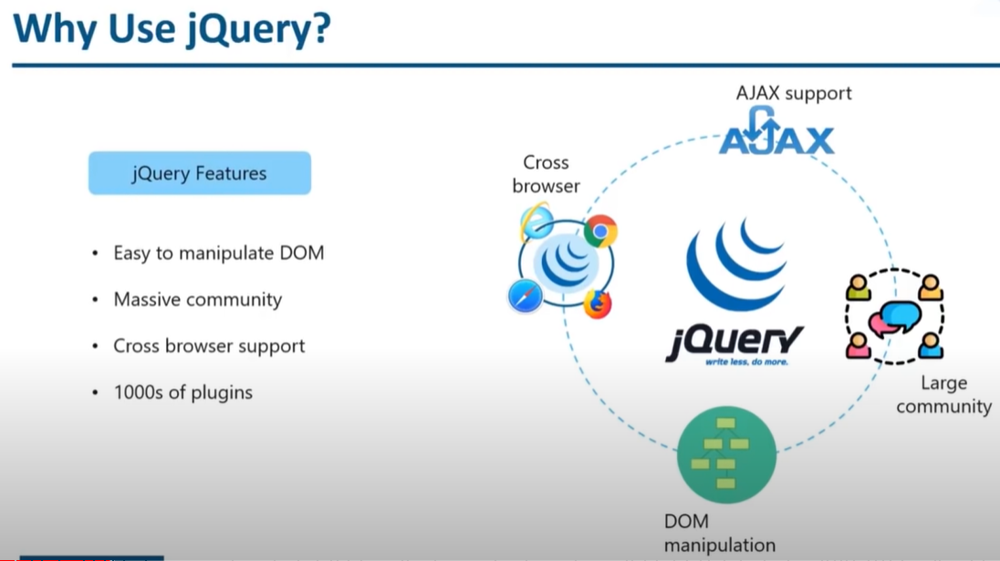 Why Use jQuery?
AJAX support
AJAX
Cross
browser
jQuery Features
• Easy to manipulate DOM
• Massive community
• Cross browser support
• 1000s of plugins
jQuery
write less, do more.
Large
community
DOM
manipulation